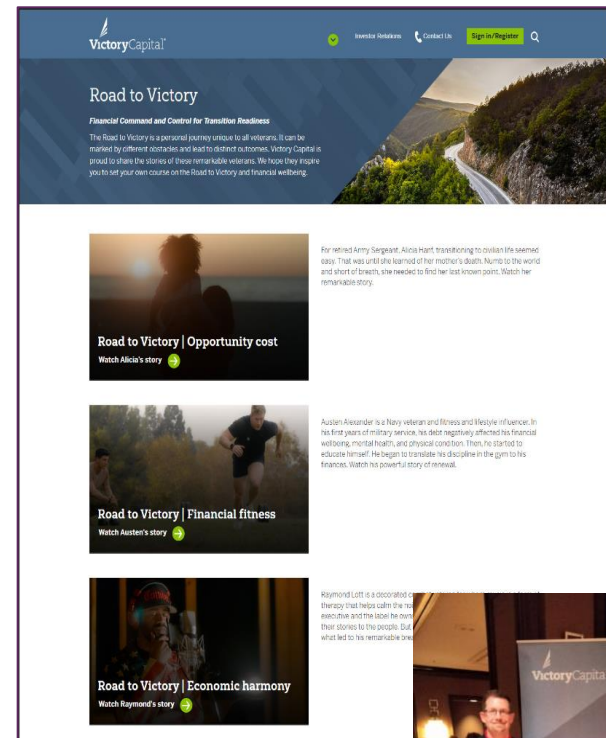 VictoryCapital
Investor Relations
Contact Us
Sign in/Register
Road to Victory
Financial Command and Control for Transition Readiness
The Road to Victory is a personal journey unique to all veterans. It can be
marked by different obstacles and lead to distinct outcomes. Victory Capital is
proud to share the stories of these remarkable veterans. We hope they inspire
you to set your own course on the Road to Victory and financial wellbeing.
For retired Army Sergeant, Alicia Hanf, transitioning to civilian life seemed
easy. That was until she learned of her mother's death. Numb to the world
and short of breath, she needed to find her last known point. Watch her
remarkable story.
Road to Victory | Opportunity cost
Watch Alicia's story
Austen Alexander is a Navy veteran and fitness and lifestyle influencer. In
his first years of military service, his debt negatively affected his financial
wellbeing, mental health, and physical condition. Then, he started to
educate himself. He began to translate his discipline in the gym to his
finances. Watch his powerful story of renewal.
Road to Victory | Financial fitness
Watch Austen's story
Raymond Lott is a decorated
therapy that helps calm the
executive and the label he
their stories to the people. But
what led to his remarkable
Road to Victory | Economic harmony
Watch Raymond's story
VictoryCapita